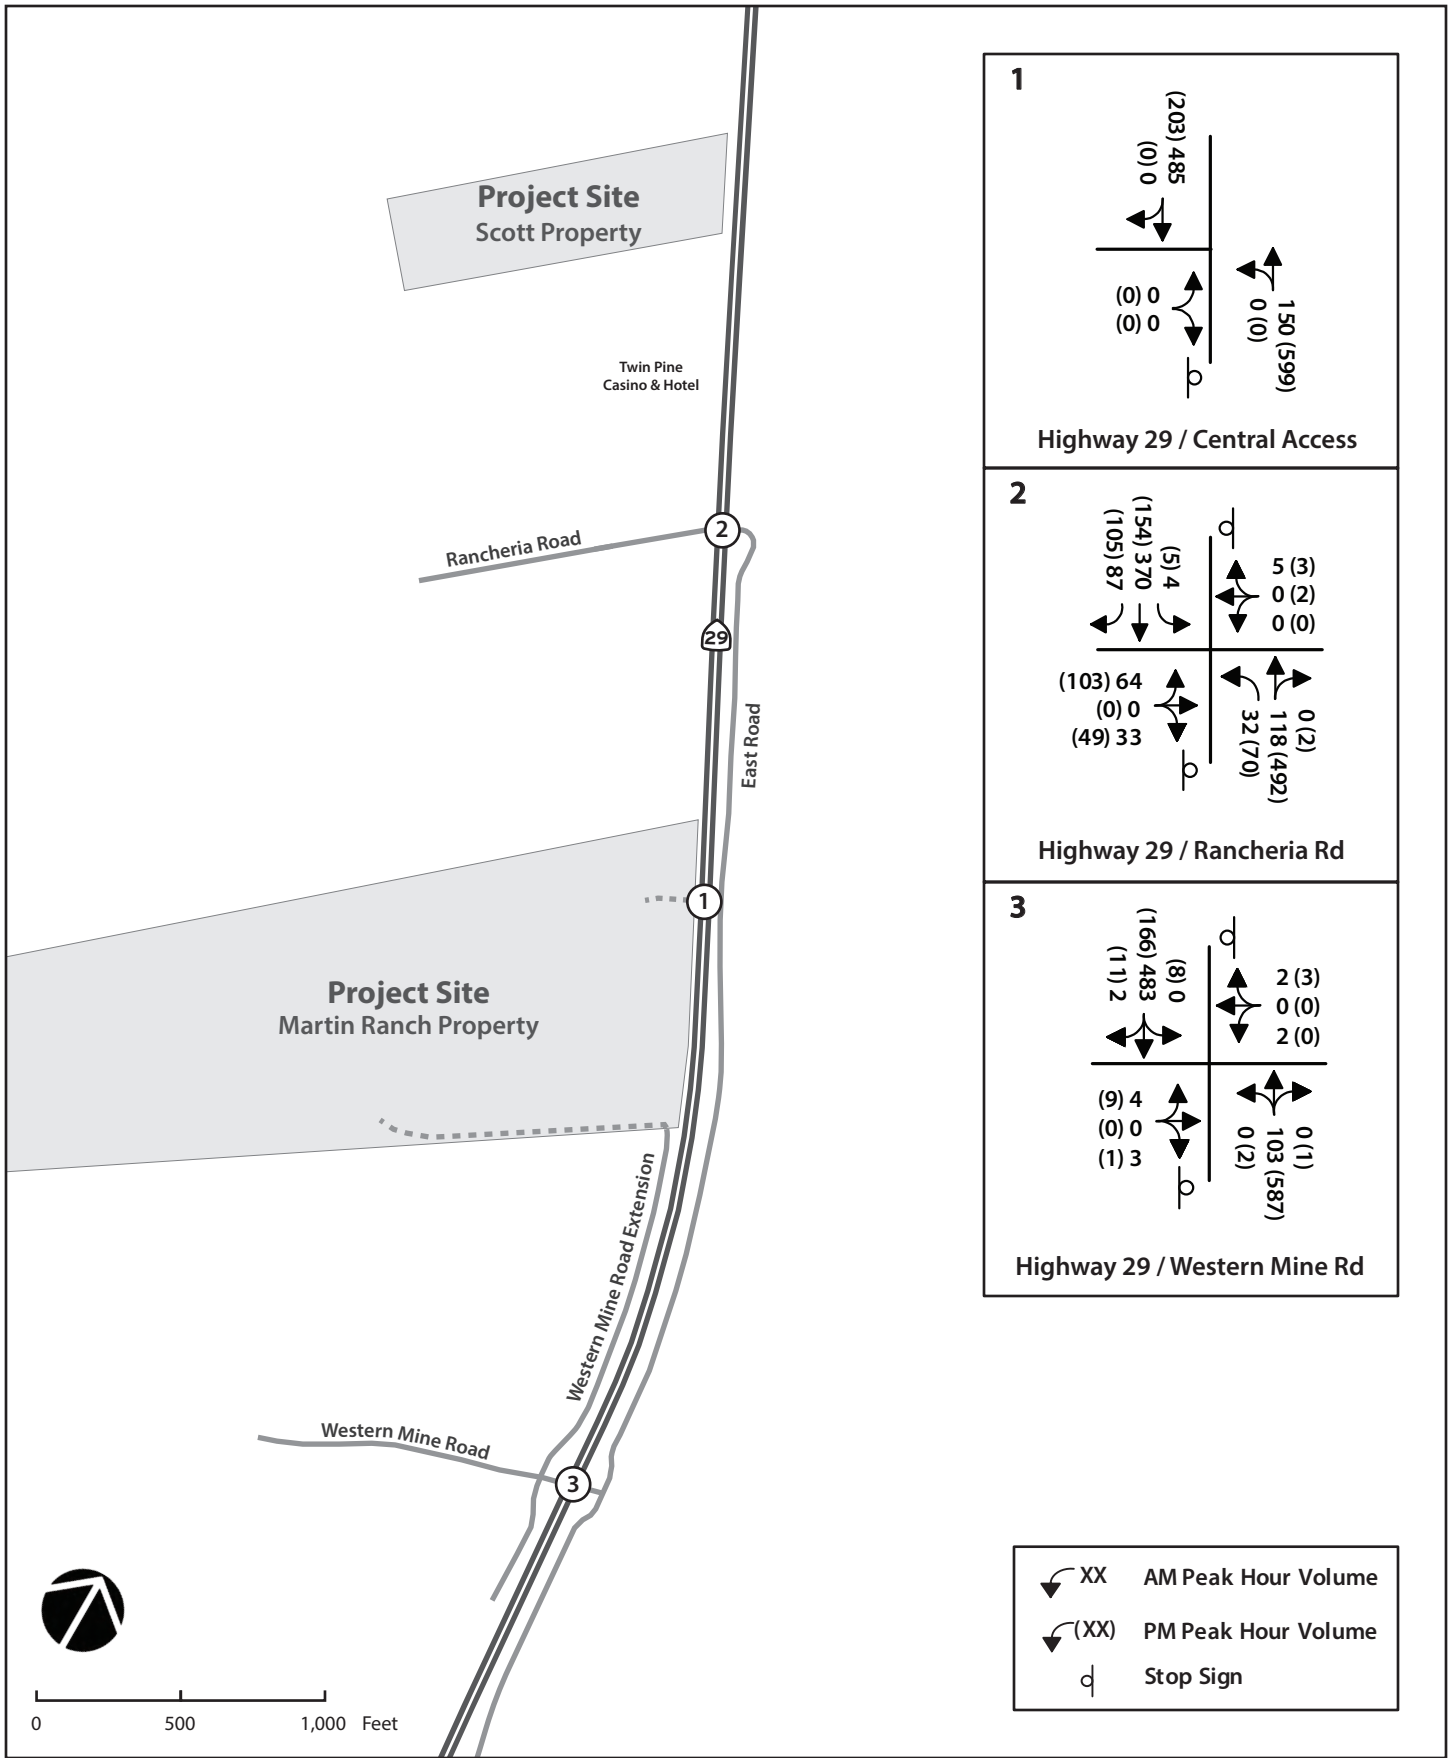 Project Site
Scott Property
Twin Pine
Casino & Hotel
Rancheria Road
2
29
East Road
1
Project Site
Martin Ranch Property
Western Mine Road Extension
Western Mine Road
3
0
500
1,000 Feet
1
(203) 485
(0) 0
(0) 0
(0) 0
150 (599)
0 (0)
Highway 29 / Central Access
2
(5) 4
(154) 370
(105) 87
5 (3)
0 (2)
0 (0)
(103) 64
(0) 0
(49) 33
0 (2)
118 (492)
32 (70)
Highway 29 / Rancheria Rd
3
(8) 0
(166) 483
(11) 2
2 (3)
0 (0)
2 (0)
(9) 4
(0) 0
(1) 3
0 (1)
103 (587)
0 (2)
Highway 29 / Western Mine Rd
XX AM Peak Hour Volume
(XX) PM Peak Hour Volume
Stop Sign